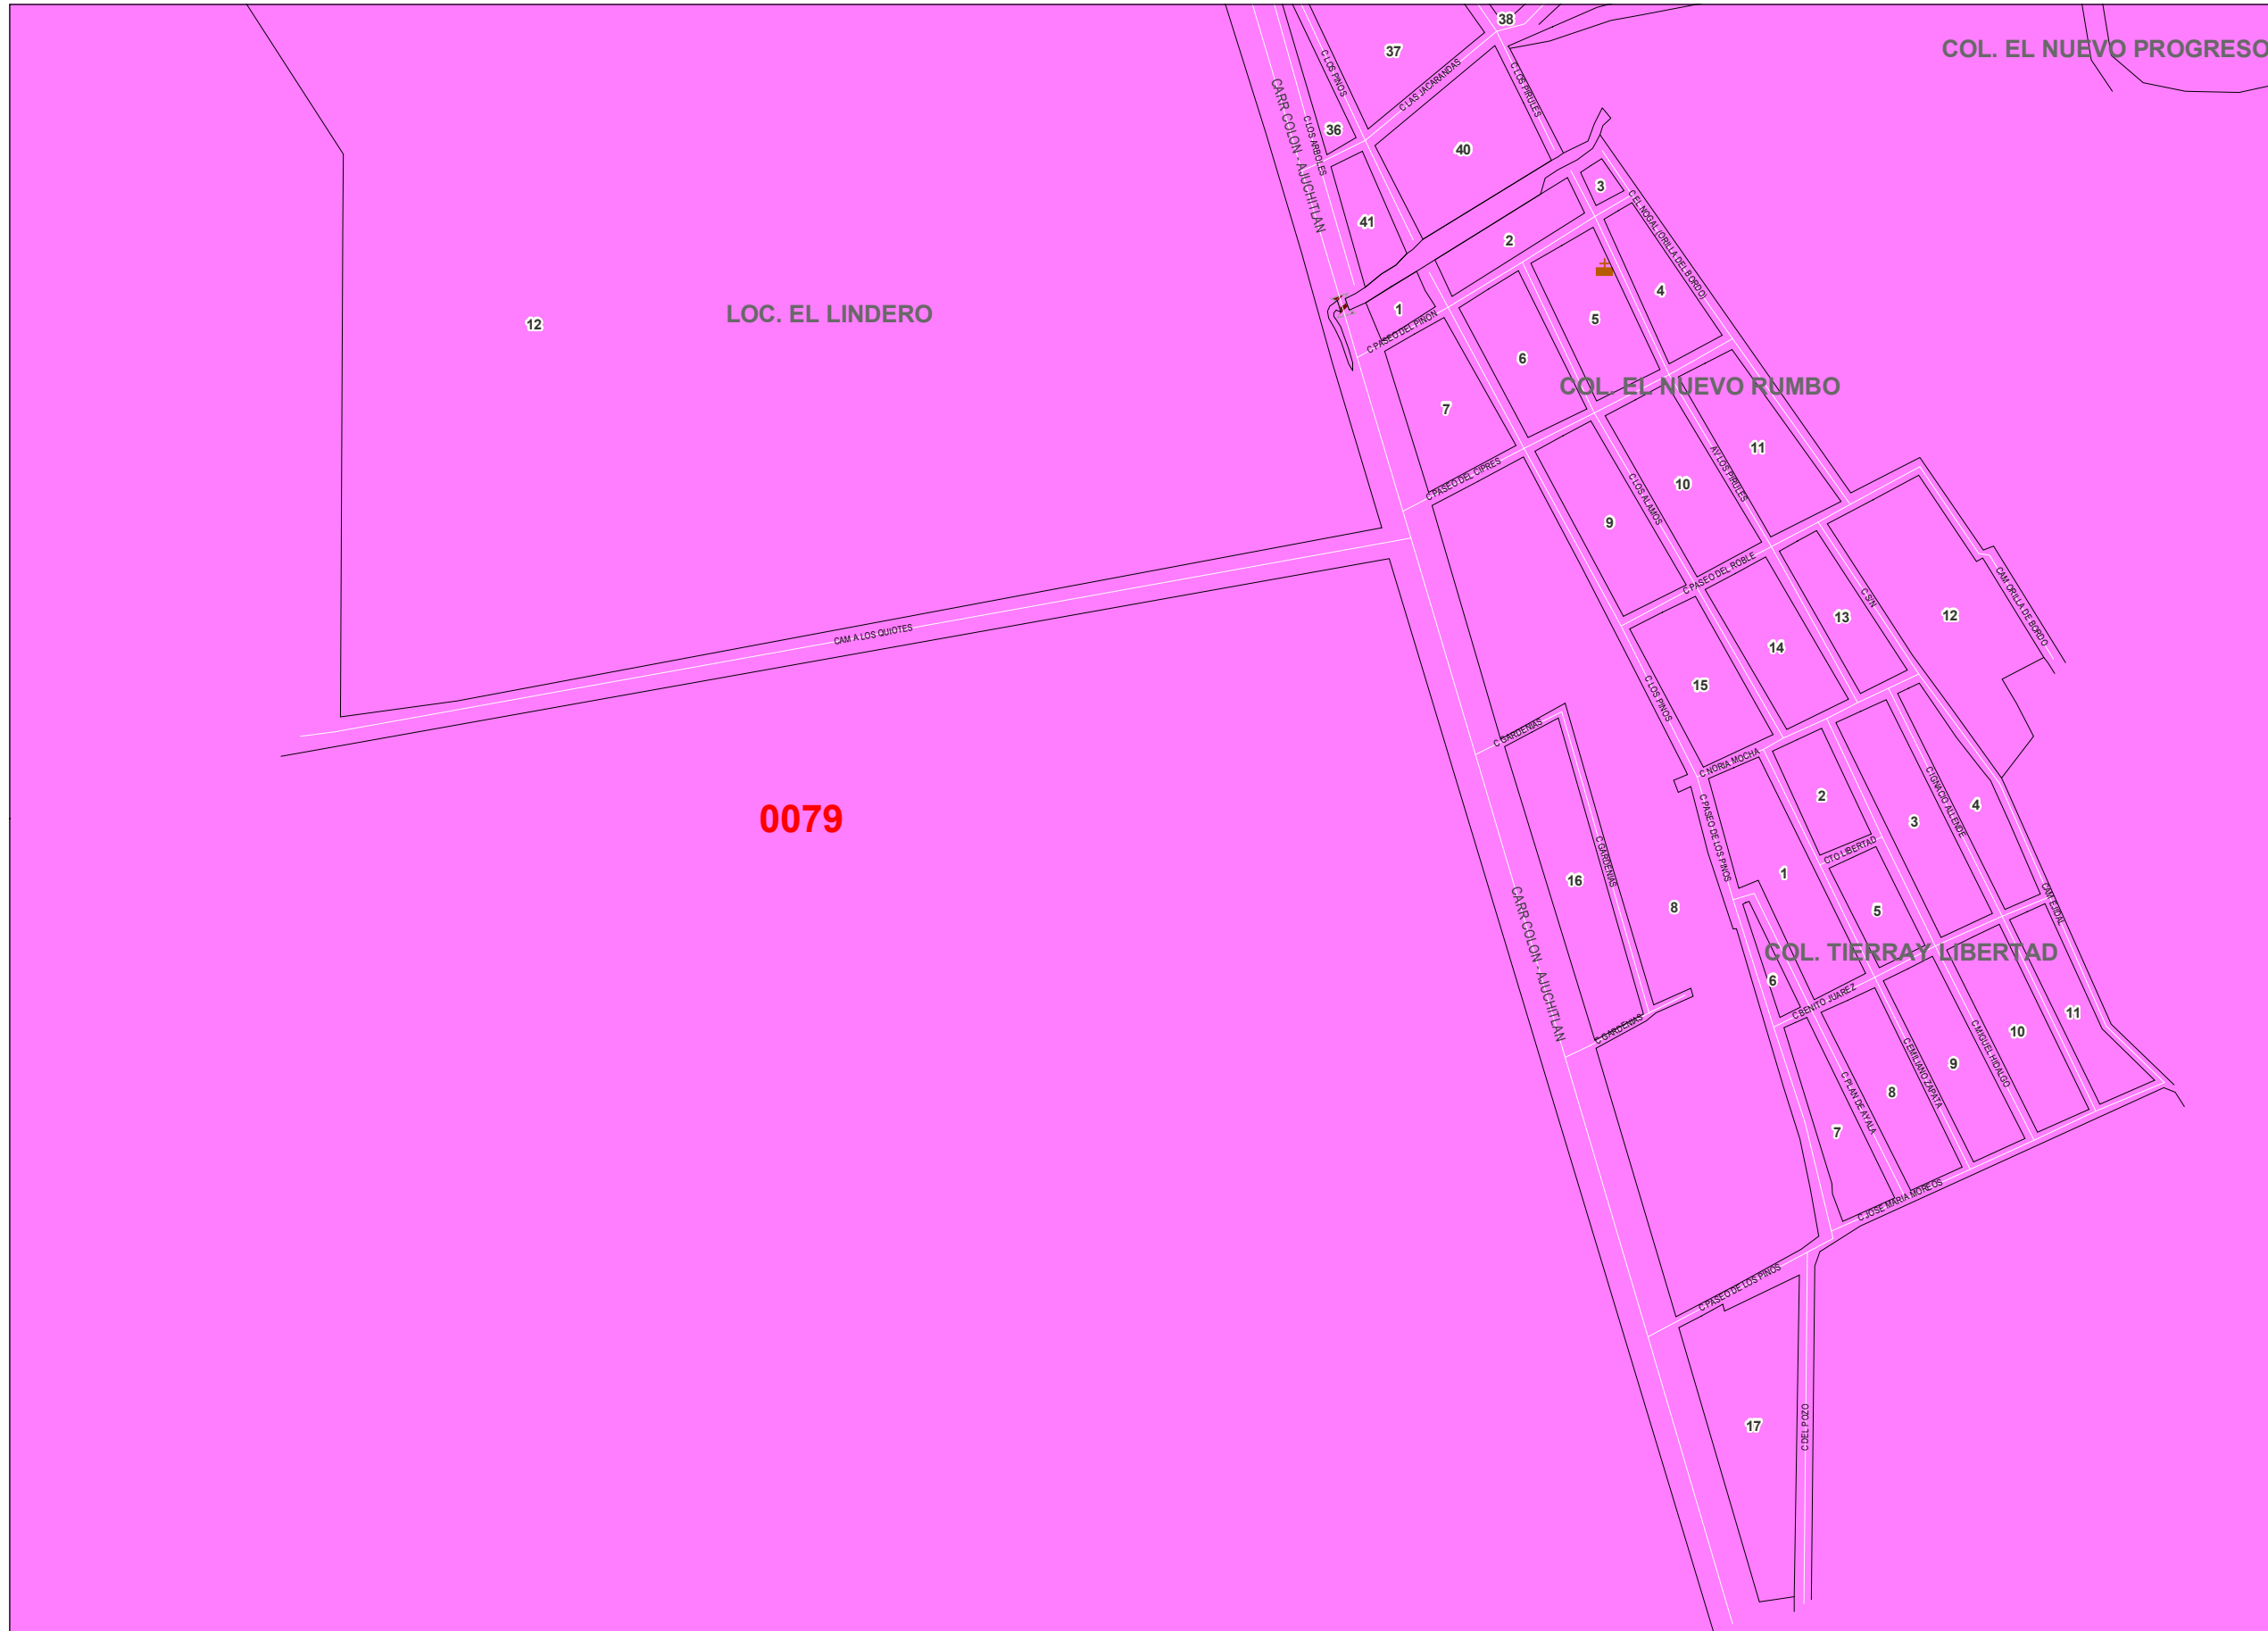 38
COL. EL NUEVO PROGRESO
37
C LOS PINOS
C LAS JACARANDAS
C LOS PIRULES
CARR COLON - AJUCHITLAN
C LOS ARBOLES
36
40
3
41
2
C EL NOGAL (ORILLA DEL BORDO)
4
1
LOC. EL LINDERO
12
5
C PASEO DEL PIÑON
6
COL. EL NUEVO RUMBO
7
11
AV LOS PIRULES
C PASEO DEL CIPRES
10
C LOS ALAMOS
9
C PASEO DEL ROBLE
C S/N
CAM ORILLA DE BORDO
13
12
CAM A LOS QUIOTES
14
15
C LOS PINOS
C GARDENIAS
C NORIA MOCHA
2
C IGNACIO ALLENDE
4
0079
3
C PASEO DE LOS PINOS
CTO LIBERTAD
C GARDENIAS
1
16
8
5
CAM EJIDAL
CARR COLON - AJUCHITLAN
COL. TIERRA Y LIBERTAD
6
C BENITO JUAREZ
11
C GARDENIAS
10
C MIGUEL HIDALGO
9
C EMILIANO ZAPATA
8
C PLAN DE AYALA
7
C JOSE MARIA MOREOS
C PASEO DE LOS PINOS
17
C DEL POZO